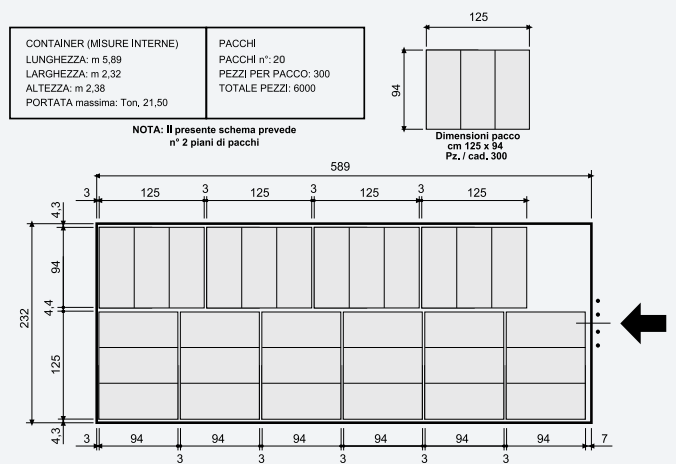 CONTAINER (MISURE INTERNE)
LUNGHEZZA: m 5,89
LARGHEZZA: m 2,32
ALTEZZA: m 2,38
PORTATA massima: Ton, 21,50
PACCHI
PACCHI n°: 20
PEZZI PER PACCO: 300
TOTALE PEZZI: 6000
NOTA: Il presente schema prevede
n° 2 piani di pacchi
125
94
Dimensioni pacco
cm 125 x 94
Pz. / cad. 300
589
3 125 3 125 3 125 3 125
4,3
94
4,4
125
4,3
232
3 94 3 94 3 94 3 94 3 94 3 94 7